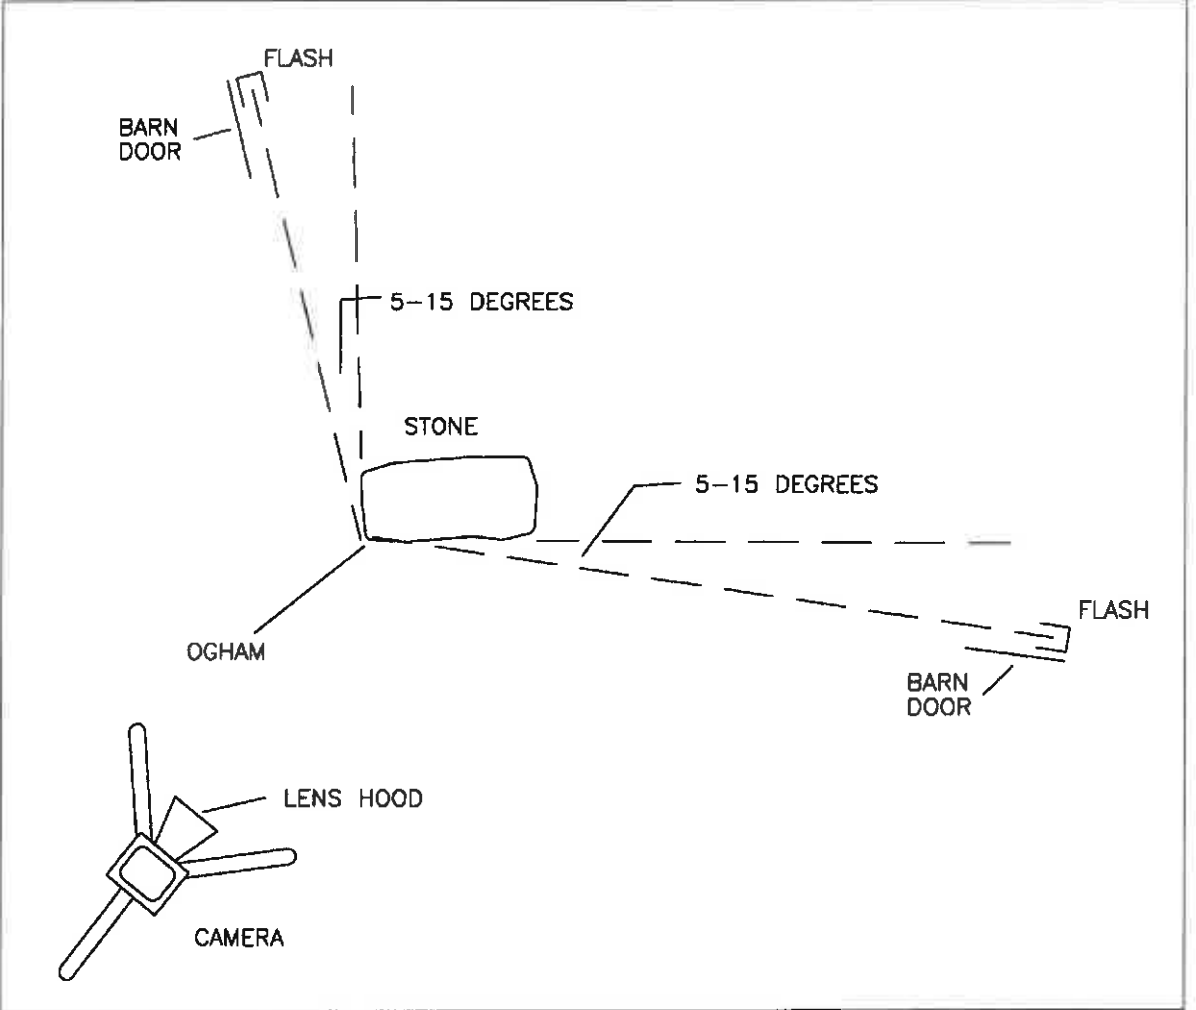 FLASH
BARN
DOOR
5-15 DEGREES
STONE
5-15 DEGREES
FLASH
OGHAM
BARN
DOOR
LENS HOOD
CAMERA